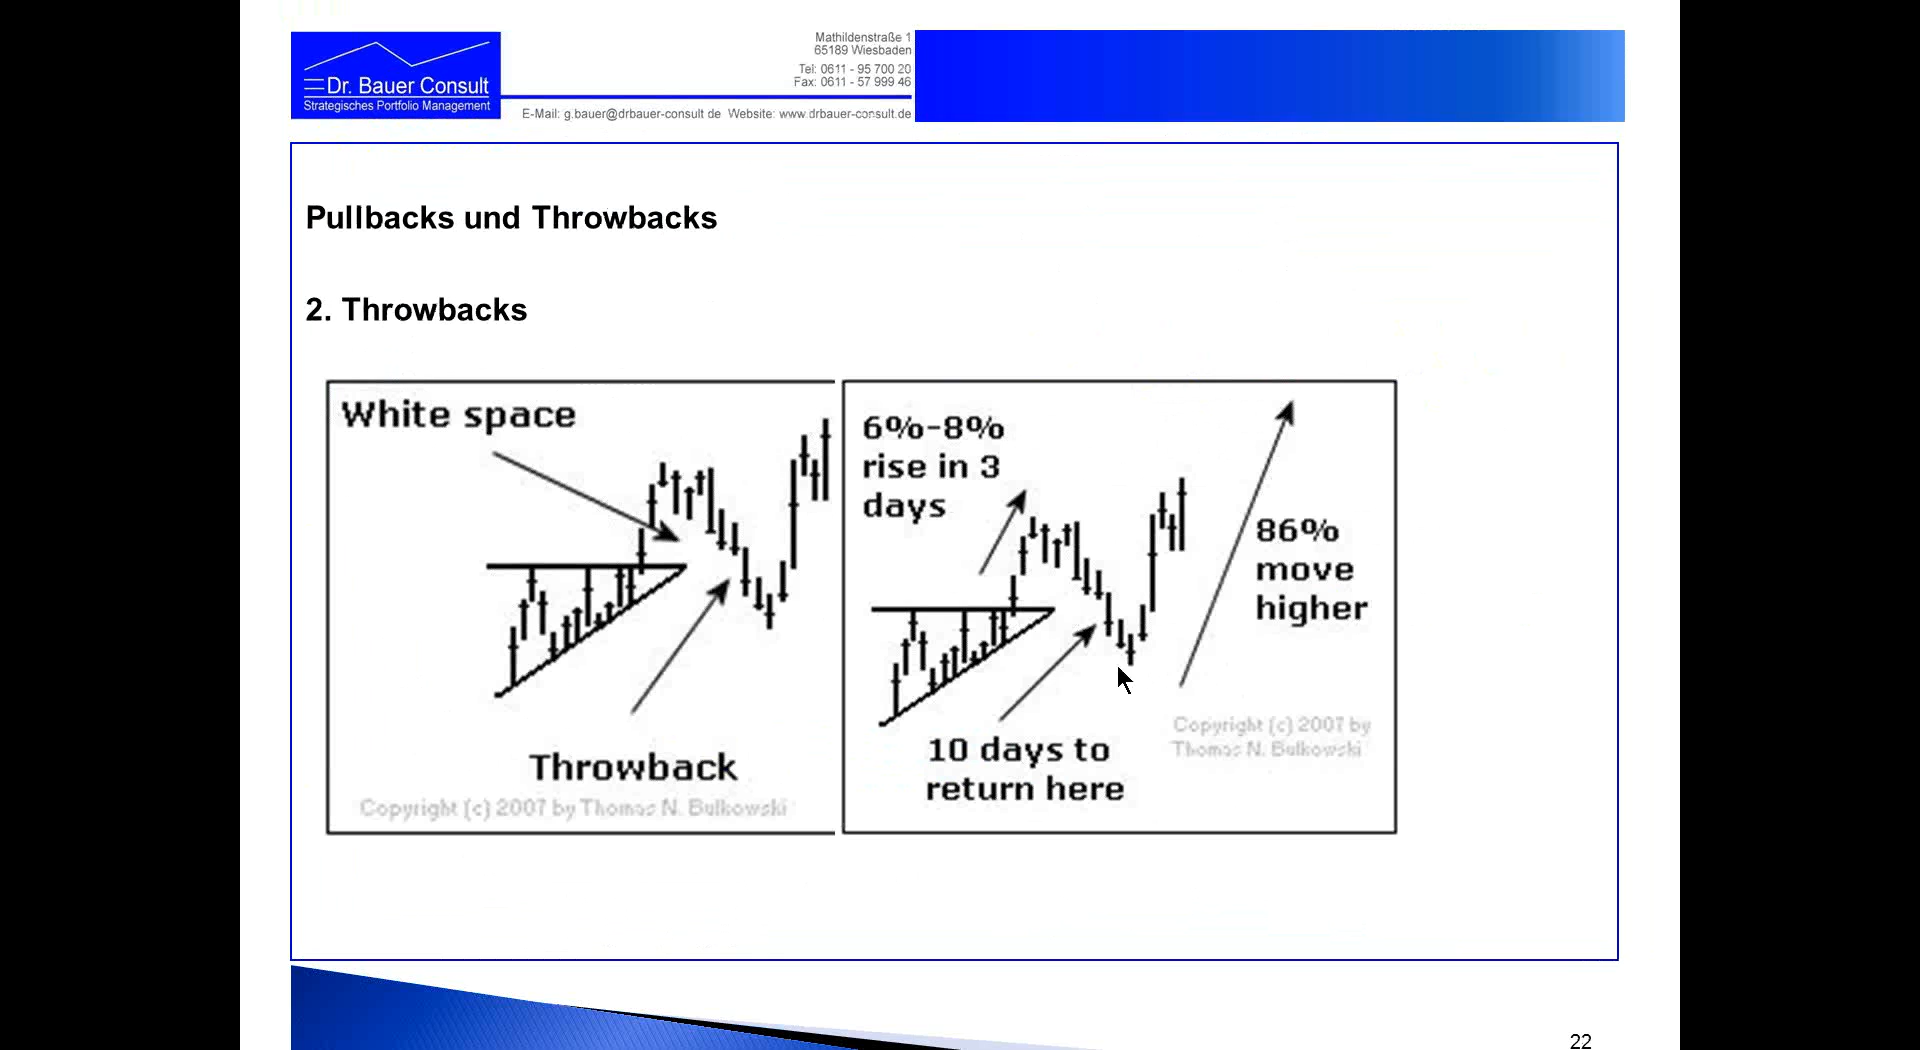 Dr. Bauer Consult
Strategisches Portfolio Management
Mathildenstraße 1
65189 Wiesbaden
Tel: 0611 - 95 700 20
Fax: 0611 - 57 999 46
E-Mail: g.bauer@drbauer-consult de Website: www.drbauer-consult.de
Pullbacks und Throwbacks
2. Throwbacks
White space
Throwback
Copyright (c) 2007 by Thomas N. Bulkowski
6%-8%
rise in 3
days
86%
move
higher
10 days to
return here
Copyright (c) 2007 by
Thomas N. Bulkowski
22